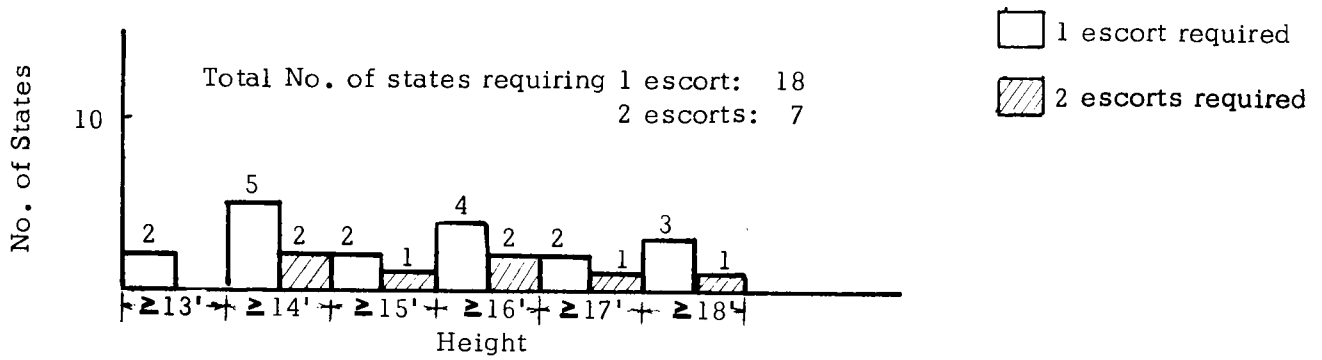 1 escort required
2 escorts required
Total No. of states requiring 1 escort: 18
2 escorts: 7
No. of States
10
2
5
2
2
1
4
2
2
1
3
1
≥13' ≥14' ≥15' ≥16' ≥17' ≥18'
Height